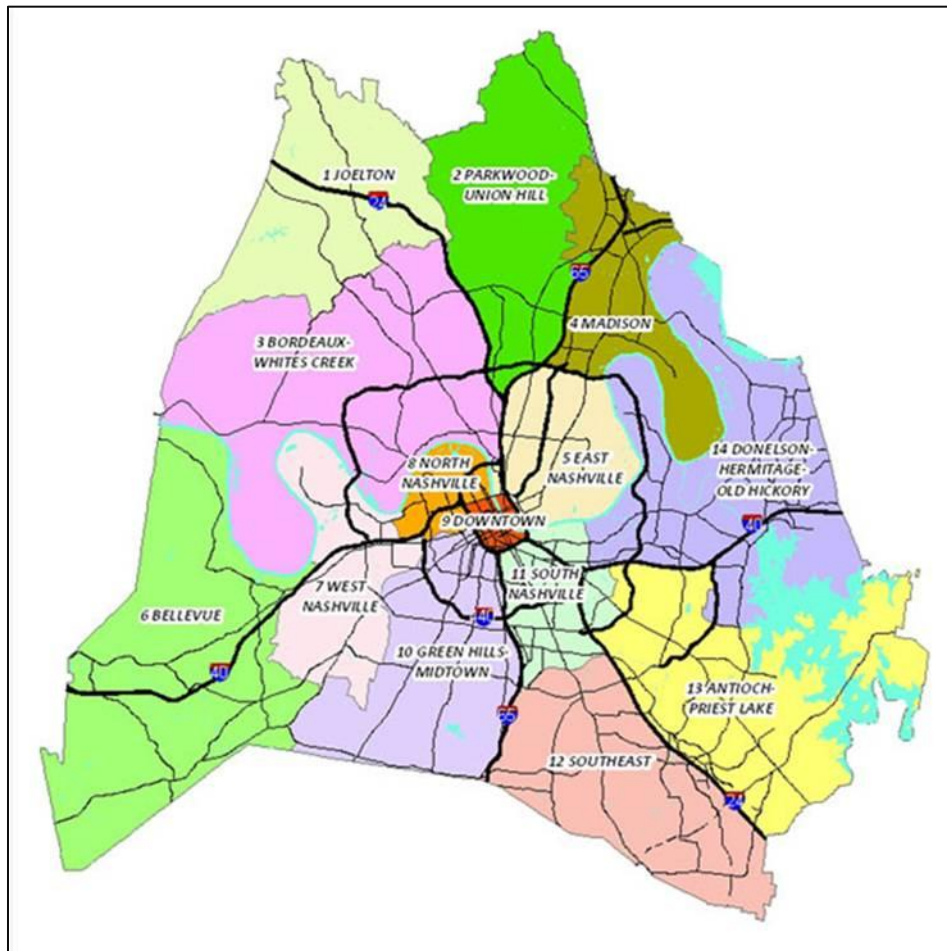 1 JOELTON
24
2 PARKWOOD-
UNION HILL
65
4 MADISON
3 BORDEAUX-
WHITES CREEK
8 NORTH
NASHVILLE
5 EAST
NASHVILLE
14 DONELSON-
HERMITAGE-
OLD HICKORY
40
9 DOWNTOWN
11 SOUTH
NASHVILLE
7 WEST
NASHVILLE
6 BELLEVUE
40
40
10 GREEN HILLS-
MIDTOWN
65
13 ANTIOCH-
PRIEST LAKE
12 SOUTHEAST
24